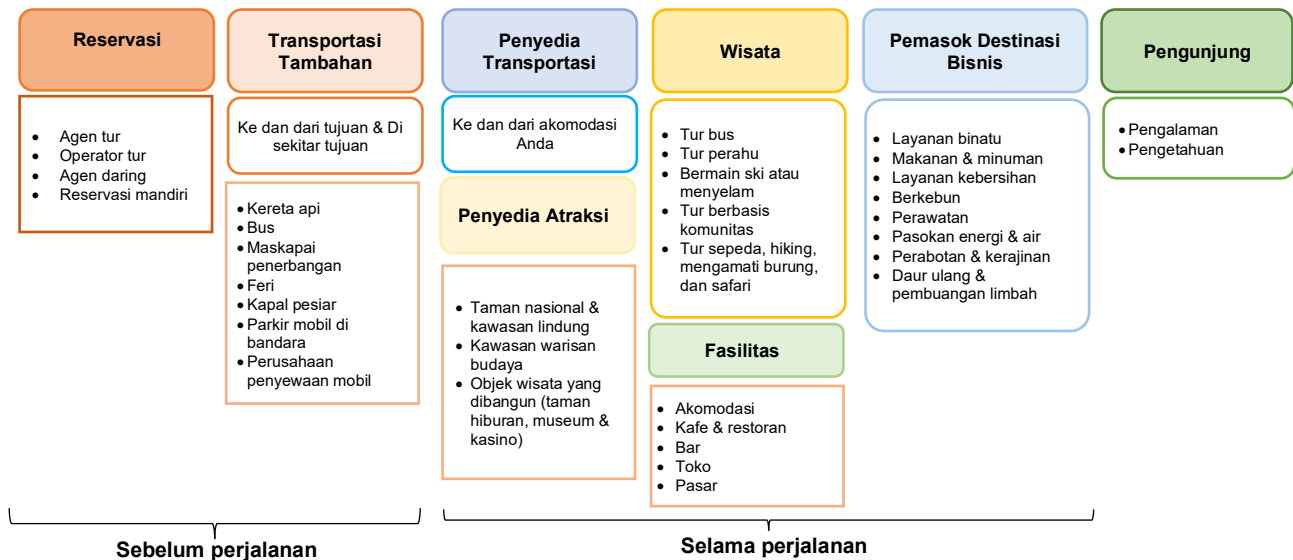 Reservasi
• Agen tur
• Operator tur
• Agen daring
• Reservasi mandiri
Transportasi
Tambahan
Ke dan dari tujuan & Di
sekitar tujuan
• Kereta api
• Bus
• Maskapai
penerbangan
• Feri
• Kapal pesiar
• Parkir mobil di
bandara
• Perusahaan
penyewaan mobil
Penyedia
Transportasi
Ke dan dari akomodasi
Anda
Penyedia Atraksi
• Taman nasional &
kawasan lindung
• Kawasan warisan
budaya
• Objek wisata yang
dibangun (taman
hiburan, museum &
kasino)
Wisata
• Tur bus
• Tur perahu
• Bermain ski atau
menyelam
• Tur berbasis
komunitas
• Tur sepeda, hiking,
mengamati burung,
dan safari
Fasilitas
• Akomodasi
• Kafe & restoran
• Bar
• Toko
• Pasar
Pemasok Destinasi
Bisnis
• Layanan binatu
• Makanan & minuman
• Layanan kebersihan
• Berkebun
• Perawatan
• Pasokan energi & air
• Perabotan & kerajinan
• Daur ulang &
pembuangan limbah
Pengunjung
• Pengalaman
• Pengetahuan
Sebelum perjalanan
Selama perjalanan